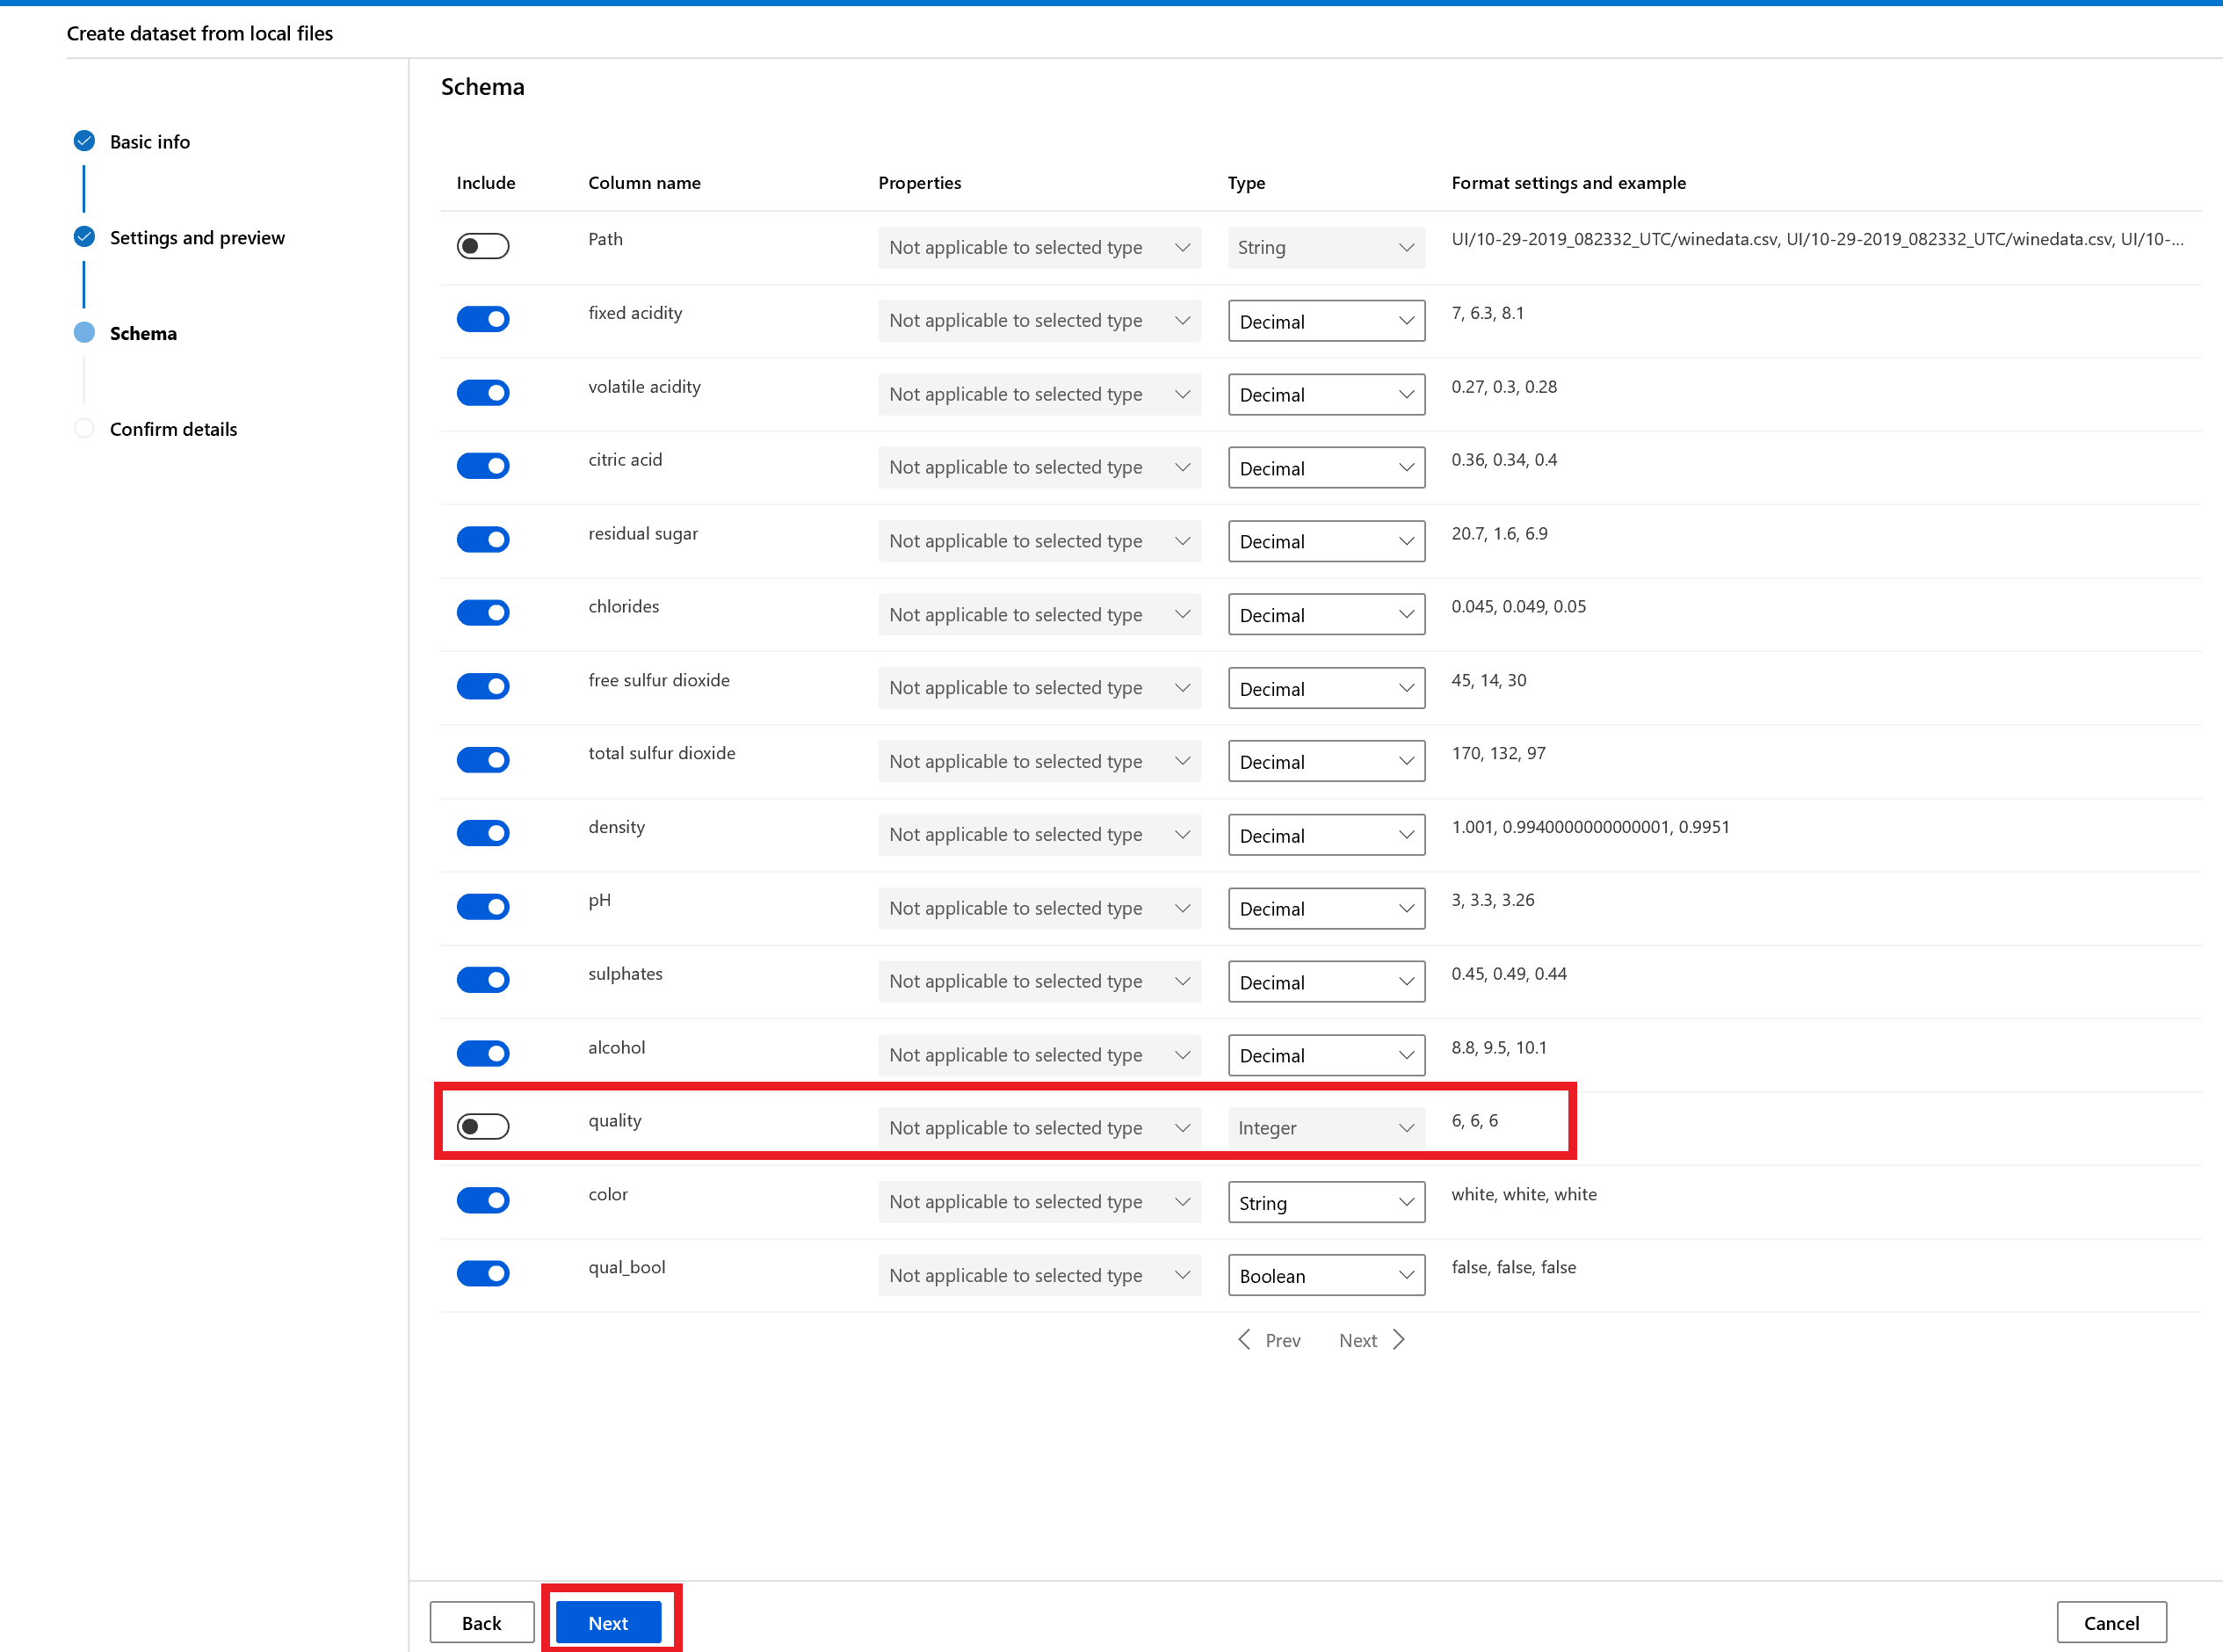 Create dataset from local files
Schema
Basic info
Settings and preview
Schema
Confirm details
Include Column name Properties Type Format settings and example
Path Not applicable to selected type String UI/10-29-2019_082332_UTC/winedata.csv, UI/10-29-2019_082332_UTC/winedata.csv, UI/10-...
fixed acidity Not applicable to selected type Decimal 7, 6.3, 8.1
volatile acidity Not applicable to selected type Decimal 0.27, 0.3, 0.28
citric acid Not applicable to selected type Decimal 0.36, 0.34, 0.4
residual sugar Not applicable to selected type Decimal 20.7, 1.6, 6.9
chlorides Not applicable to selected type Decimal 0.045, 0.049, 0.05
free sulfur dioxide Not applicable to selected type Decimal 45, 14, 30
total sulfur dioxide Not applicable to selected type Decimal 170, 132, 97
density Not applicable to selected type Decimal 1.001, 0.9940000000000001, 0.9951
pH Not applicable to selected type Decimal 3, 3.3, 3.26
sulphates Not applicable to selected type Decimal 0.45, 0.49, 0.44
alcohol Not applicable to selected type Decimal 8.8, 9.5, 10.1
quality Not applicable to selected type Integer 6, 6, 6
color Not applicable to selected type String white, white, white
qual_bool Not applicable to selected type Boolean false, false, false
Prev Next
Back Next Cancel